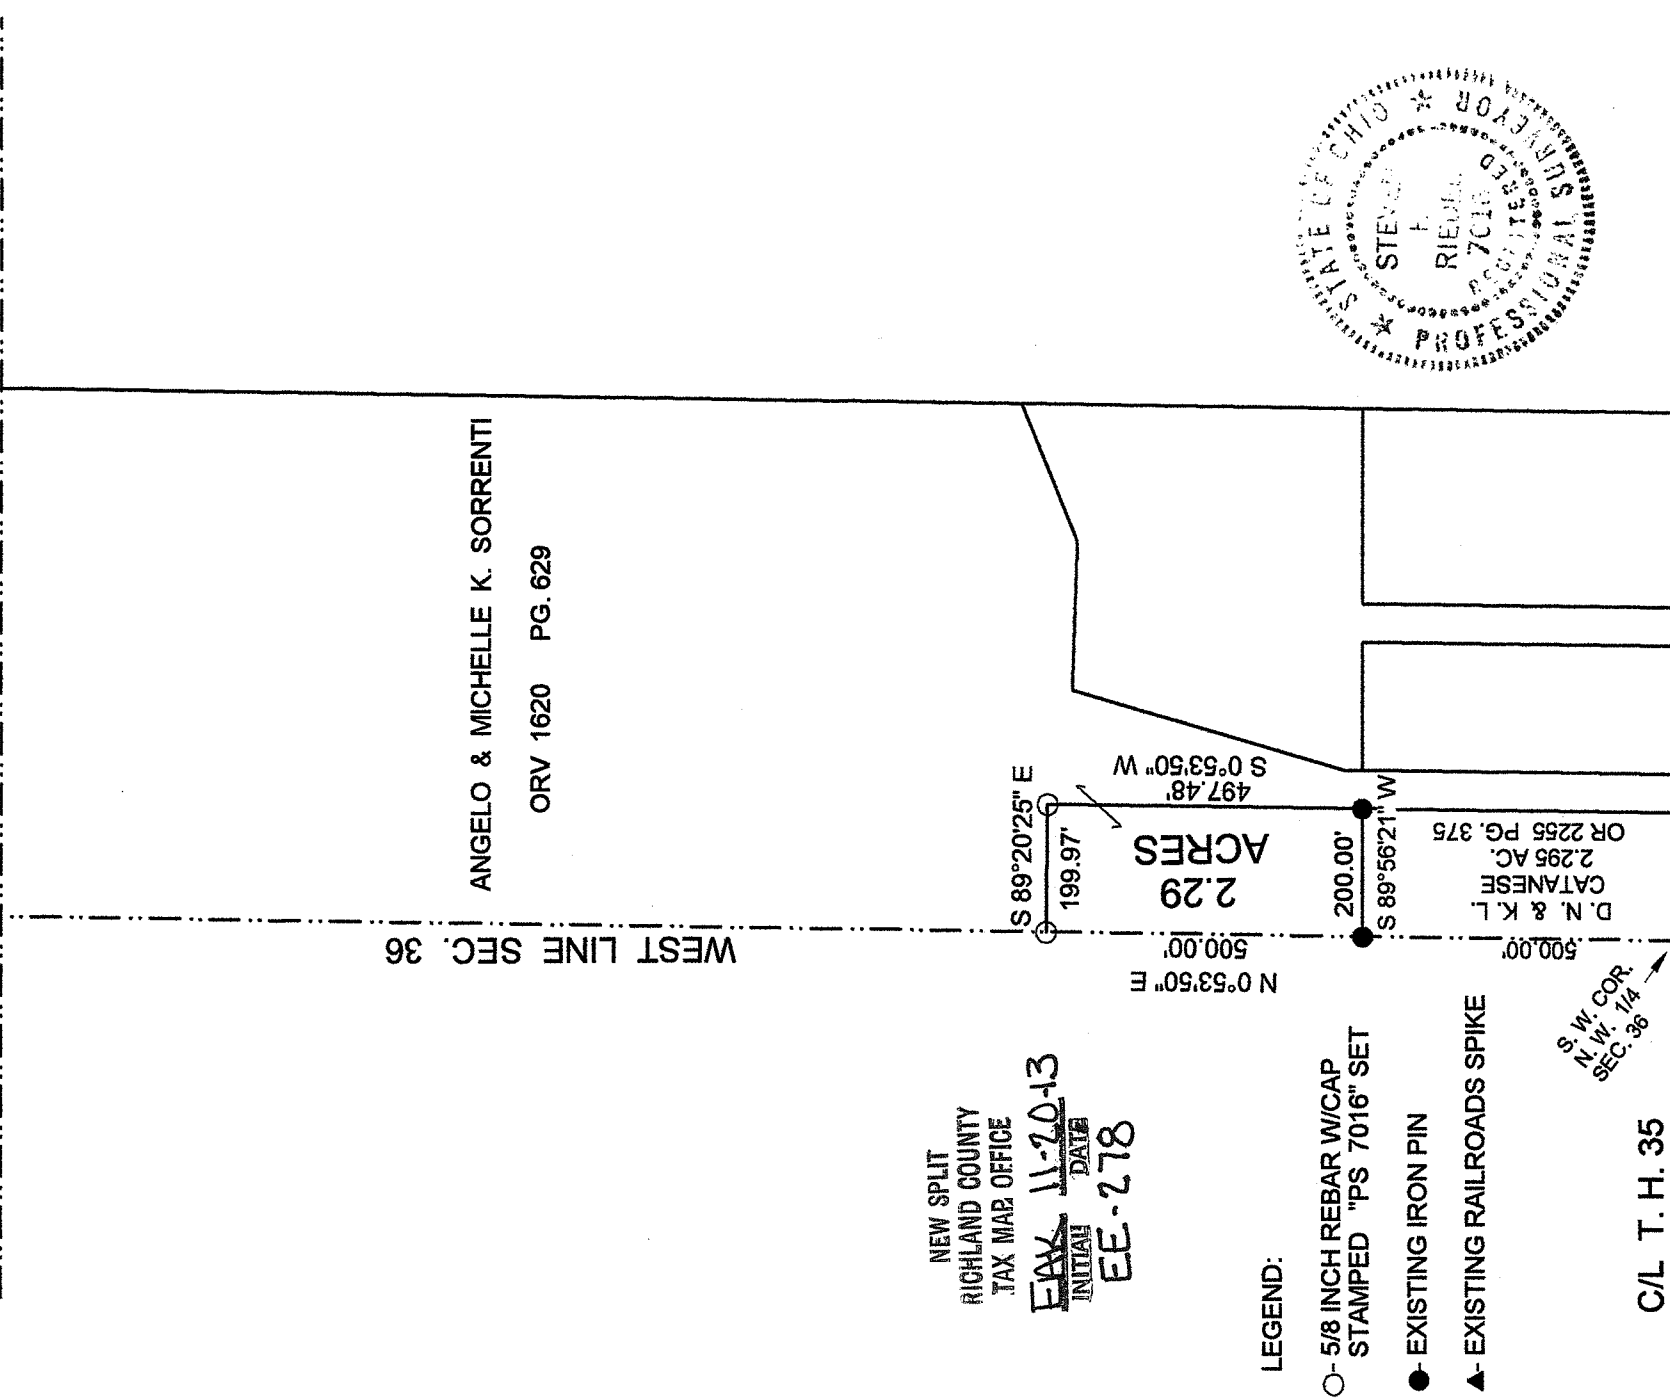 ANGELO & MICHELLE K. SORRENTI
ORV 1620 PG. 629
WEST LINE SEC. 36
S 89°20'25" E
199.97'
S 0°53'50" W
497.48'
2.29
ACRES
500.00'
N 0°53'50" E
200.00'
S 89°56'21" W
D. N. & K. L.
CATANESE
2.295 AC.
OR 2255 PG. 375
500.00'
S. W. COR.
N. W. 1/4
SEC. 36
NEW SPLIT
RICHLAND COUNTY
TAX MAP OFFICE
EAK 11-20-13
INITIAL DATE
EE-278
LEGEND:
5/8 INCH REBAR W/CAP
STAMPED "PS 7016" SET
EXISTING IRON PIN
EXISTING RAILROADS SPIKE
C/L T. H. 35
STATE OF OHIO
REGISTERED
PROFESSIONAL SURVEYOR